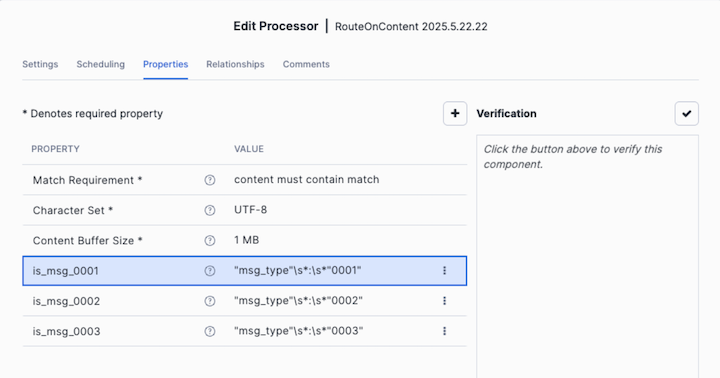 Edit Processor | RouteOnContent 2025.5.22.22
Settings Scheduling Properties Relationships Comments
* Denotes required property
PROPERTY VALUE
Match Requirement * content must contain match
Character Set * UTF-8
Content Buffer Size * 1 MB
is_msg_0001 "msg_type"\s*:\s*"0001"
is_msg_0002 "msg_type"\s*:\s*"0002"
is_msg_0003 "msg_type"\s*:\s*"0003"
Verification
Click the button above to verify this
component.